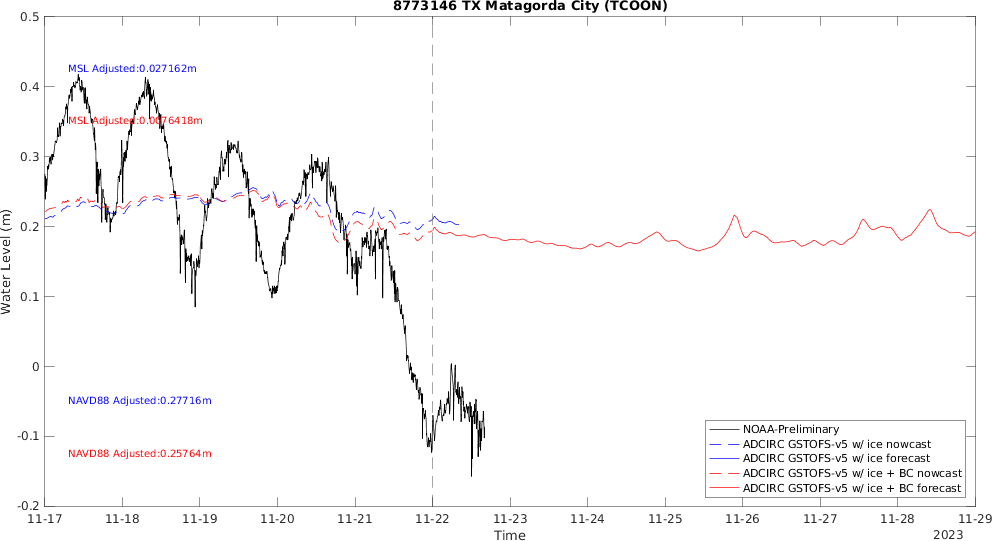 8773146 TX Matagorda City (TCOON)
Water Level (m)
0.5
0.4
0.3
0.2
0.1
0
-0.1
-0.2
MSL Adjusted:0.027162m
MSL Adjusted:0.0076418m
NAVD88 Adjusted:0.27716m
NAVD88 Adjusted:0.25764m
NOAA-Preliminary
ADCIRC GSTOFS-v5 w/ ice nowcast
ADCIRC GSTOFS-v5 w/ ice forecast
ADCIRC GSTOFS-v5 w/ ice + BC nowcast
ADCIRC GSTOFS-v5 w/ ice + BC forecast
11-17 11-18 11-19 11-20 11-21 11-22 11-23 11-24 11-25 11-26 11-27 11-28 11-29
Time
2023